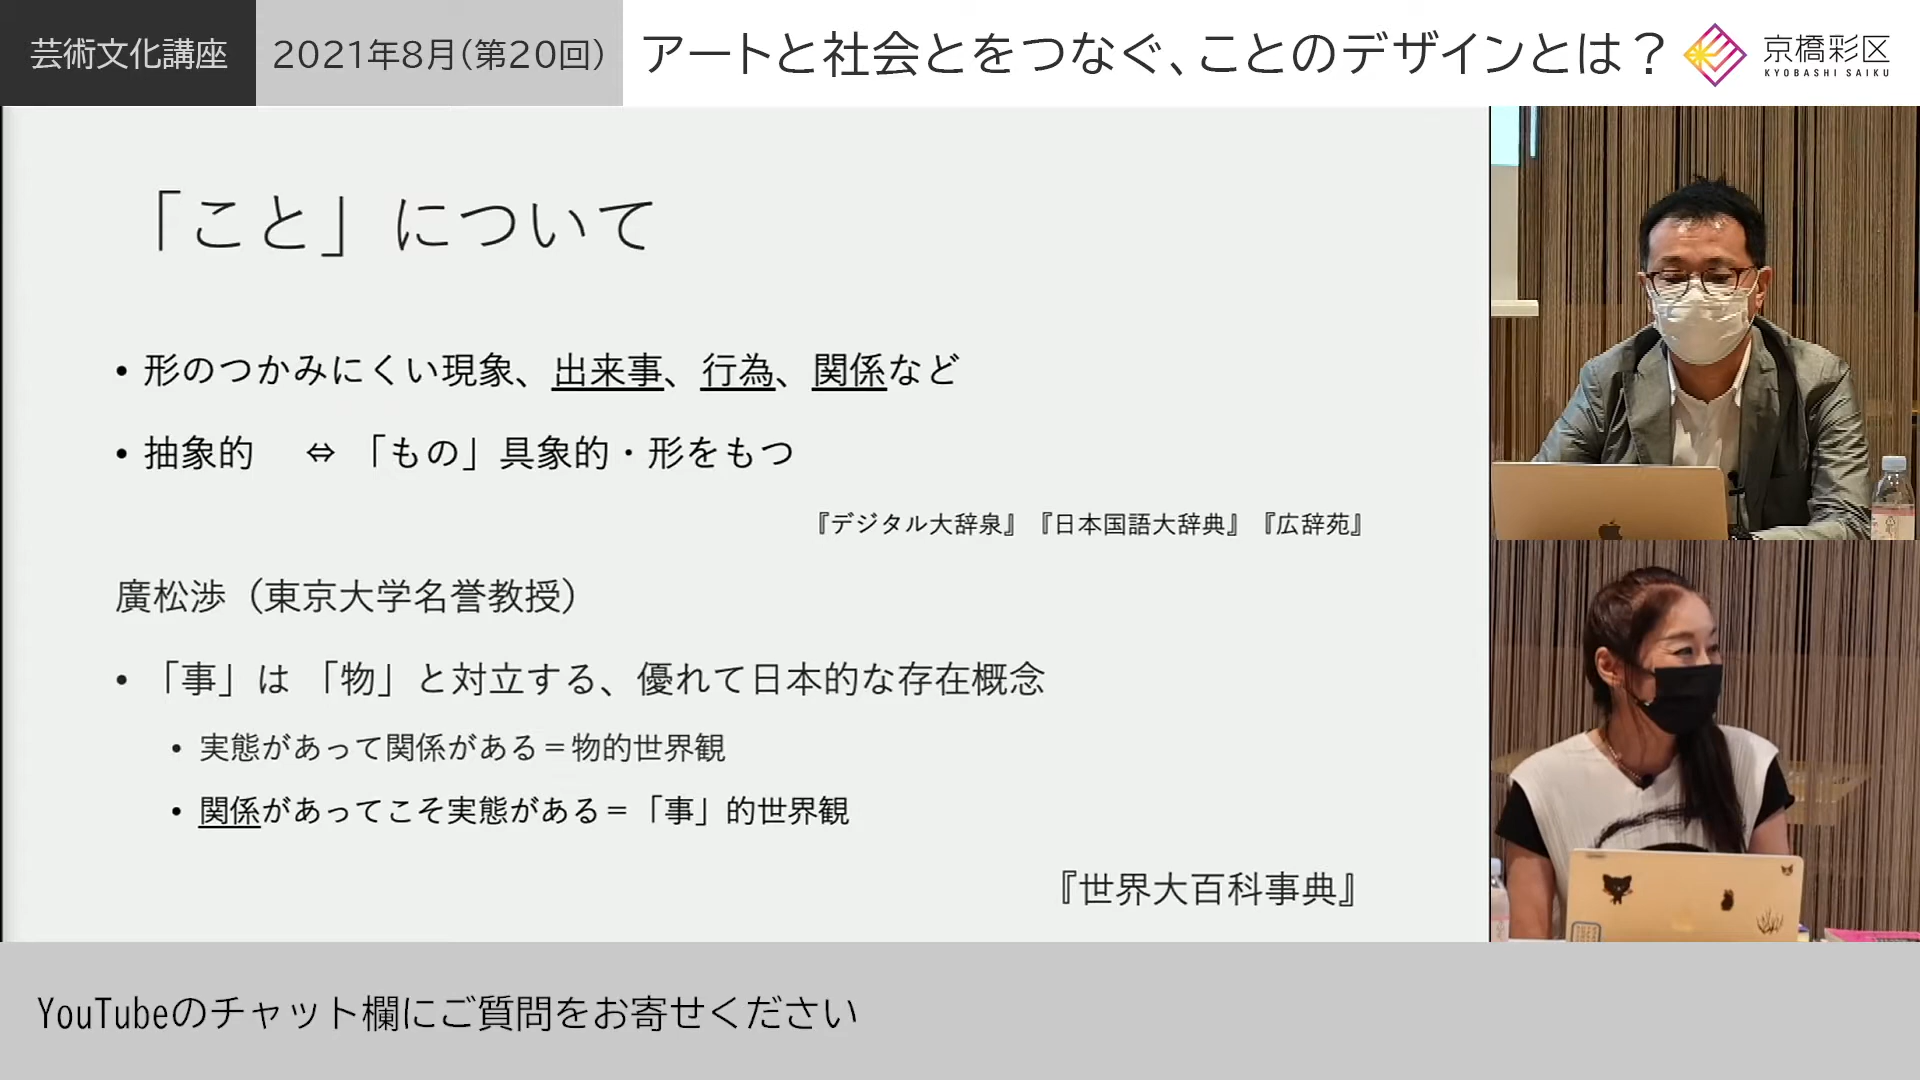 芸術文化講座
2021年8月(第20回)
アートと社会とをつなぐ、ことのデザインとは？
京橋彩区
KYOBASHI SAIKU
「こと」について
• 形のつかみにくい現象、出来事、行為、関係など
• 抽象的　⇔「もの」具象的・形をもつ
『デジタル大辞泉』『日本国語大辞典』『広辞苑』
廣松渉（東京大学名誉教授）
• 「事」は「物」と対立する、優れて日本的な存在概念
• 実態があって関係がある＝物的世界観
• 関係があってこそ実態がある＝「事」的世界観
『世界大百科事典』
YouTubeのチャット欄にご質問をお寄せください